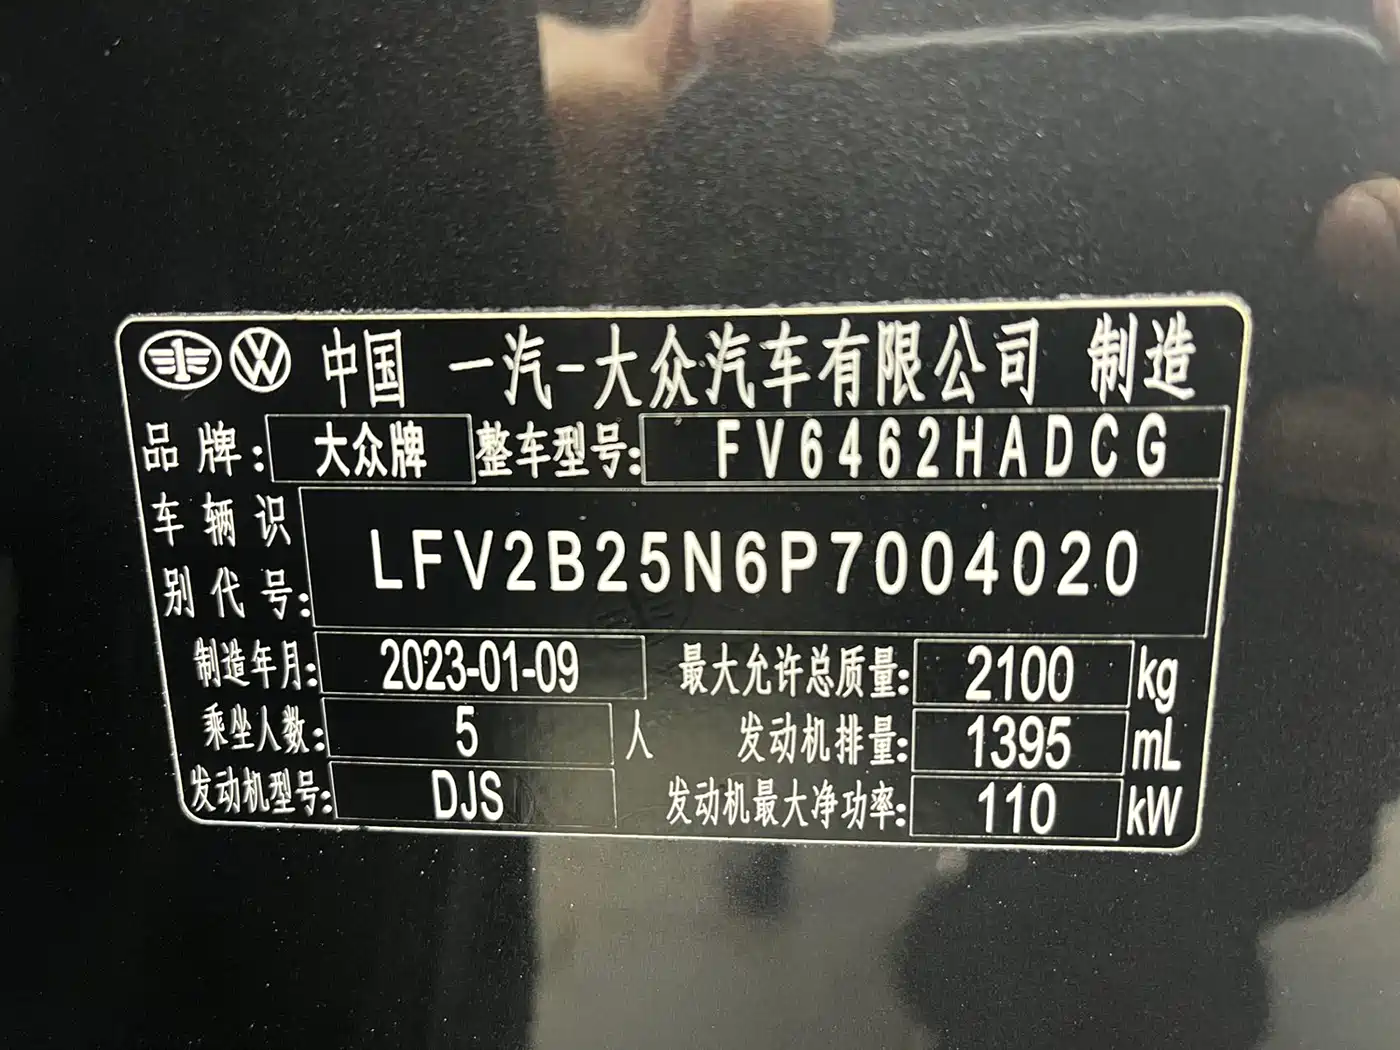 中国 一汽-大众汽车有限公司 制造
品牌: 大众牌 整车型号: FV6462HADCG
车辆识别代号: LFV2B25N6P7004020
制造年月: 2023-01-09 最大允许总质量: 2100 kg
乘坐人数: 5 人 发动机排量: 1395 mL
发动机型号: DJS 发动机最大净功率: 110 kW